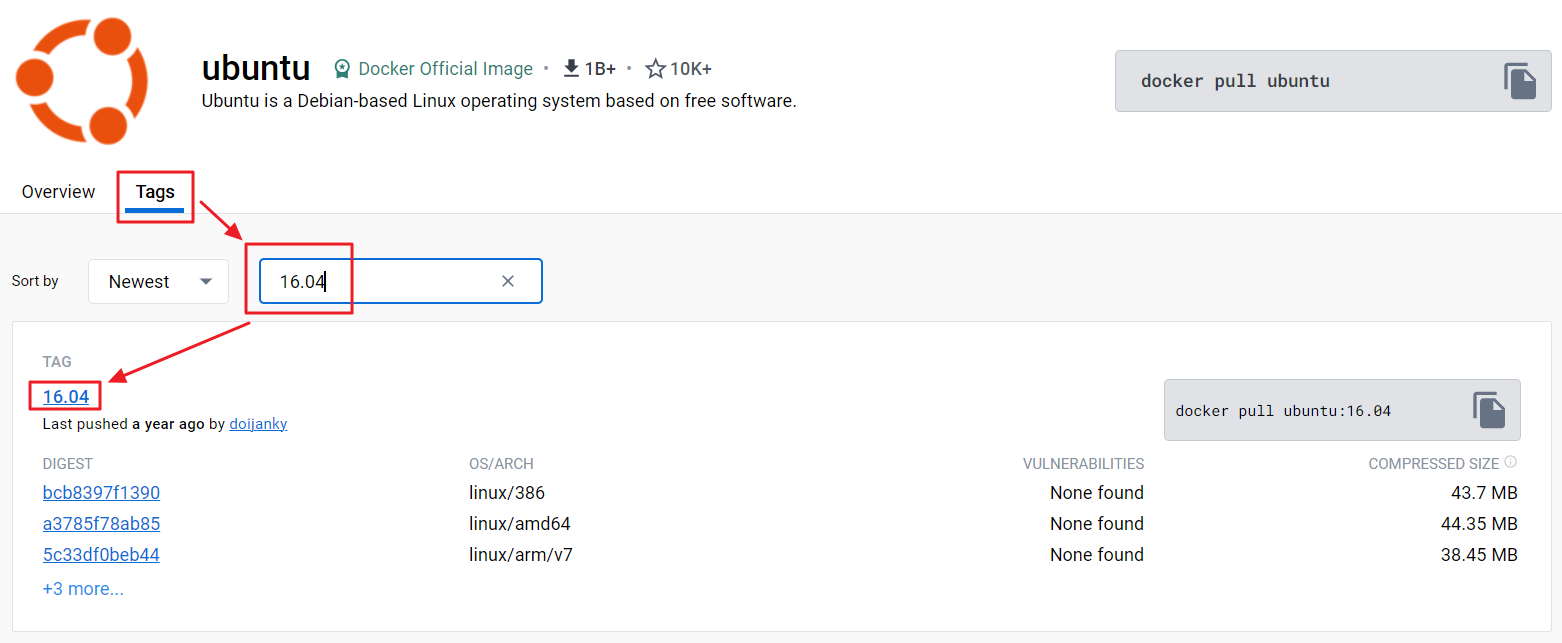 ubuntu Docker Official Image • 1B+ • 10K+
Ubuntu is a Debian-based Linux operating system based on free software.
docker pull ubuntu
Overview Tags
Sort by Newest 16.04
TAG
16.04
Last pushed a year ago by doijanky
docker pull ubuntu:16.04
DIGEST OS/ARCH VULNERABILITIES COMPRESSED SIZE
bcb8397f1390 linux/386 None found 43.7 MB
a3785f78ab85 linux/amd64 None found 44.35 MB
5c33df0beb44 linux/arm/v7 None found 38.45 MB
+3 more...